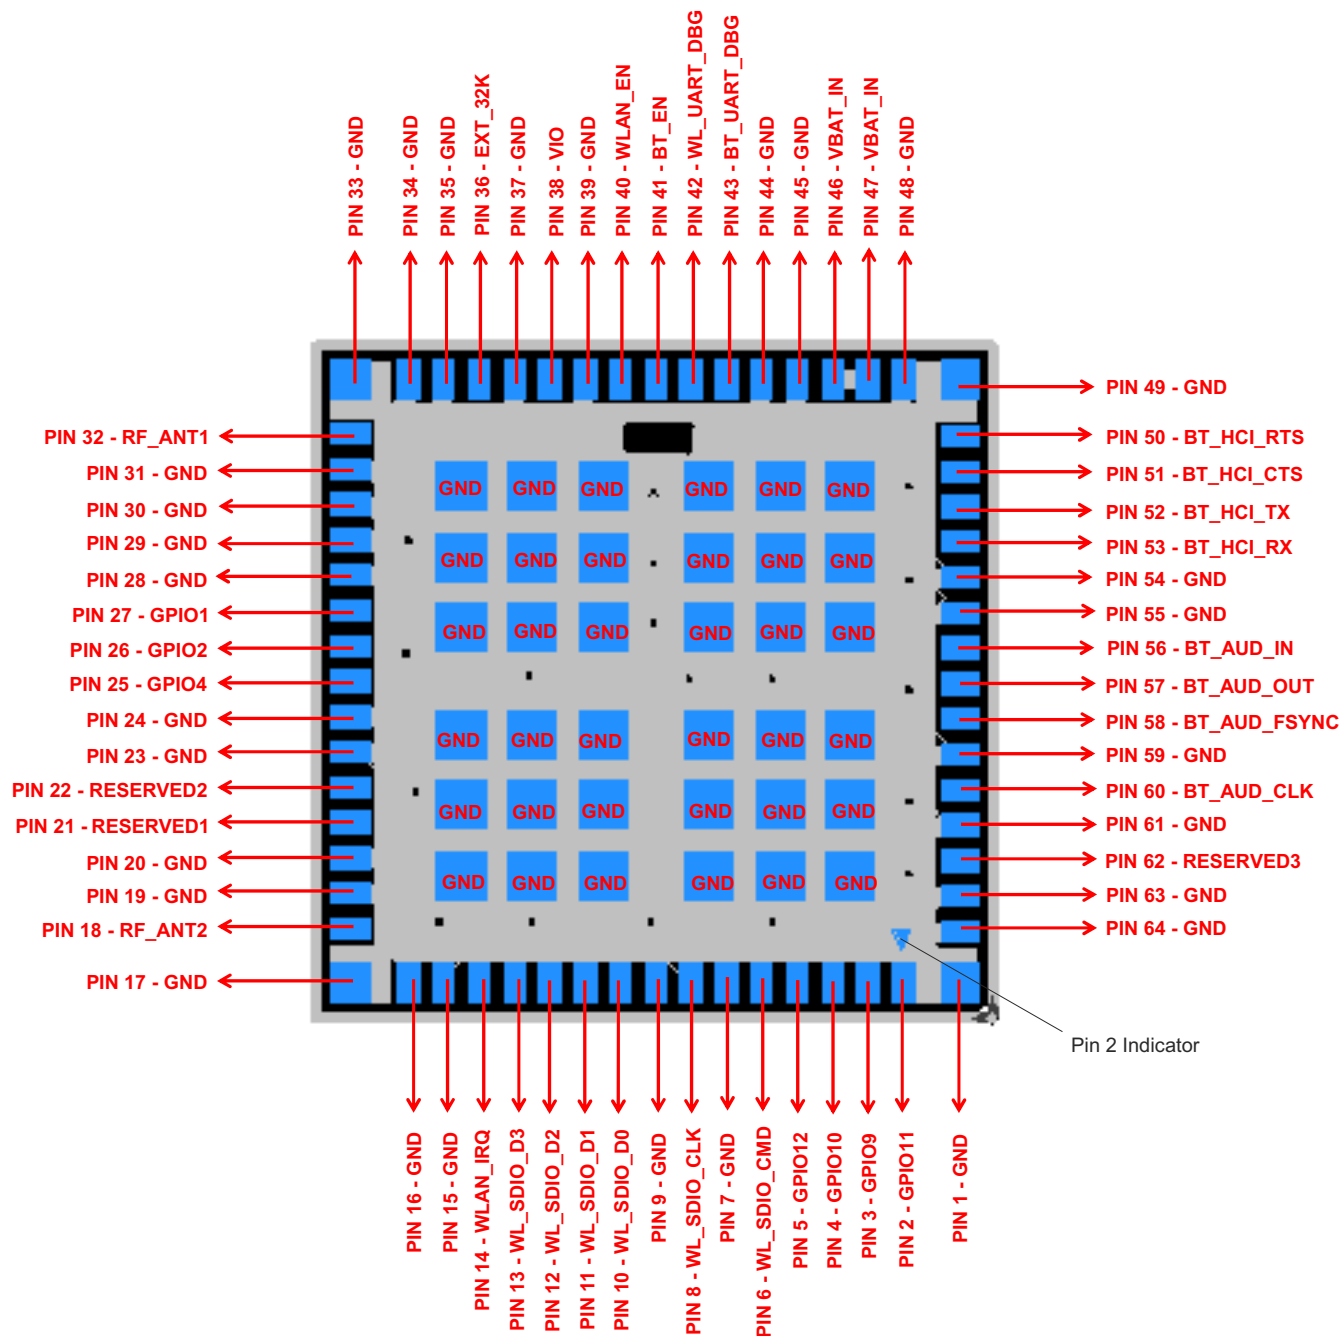 PIN 33 - GND
PIN 34 - GND
PIN 35 - GND
PIN 36 - EXT_32K
PIN 37 - GND
PIN 38 - VIO
PIN 39 - GND
PIN 40 - WLAN_EN
PIN 41 - BT_EN
PIN 42 - WL_UART_DBG
PIN 43 - BT_UART_DBG
PIN 44 - GND
PIN 45 - GND
PIN 46 - VBAT_IN
PIN 47 - VBAT_IN
PIN 48 - GND
PIN 32 - RF_ANT1
PIN 31 - GND
PIN 30 - GND
PIN 29 - GND
PIN 28 - GND
PIN 27 - GPIO1
PIN 26 - GPIO2
PIN 25 - GPIO4
PIN 24 - GND
PIN 23 - GND
PIN 22 - RESERVED2
PIN 21 - RESERVED1
PIN 20 - GND
PIN 19 - GND
PIN 18 - RF_ANT2
PIN 17 - GND
GND GND GND GND GND GND
GND GND GND GND GND GND
GND GND GND GND GND GND
GND GND GND GND GND GND
GND GND GND GND GND GND
GND GND GND GND GND GND
PIN 49 - GND
PIN 50 - BT_HCI_RTS
PIN 51 - BT_HCI_CTS
PIN 52 - BT_HCI_TX
PIN 53 - BT_HCI_RX
PIN 54 - GND
PIN 55 - GND
PIN 56 - BT_AUD_IN
PIN 57 - BT_AUD_OUT
PIN 58 - BT_AUD_FSYNC
PIN 59 - GND
PIN 60 - BT_AUD_CLK
PIN 61 - GND
PIN 62 - RESERVED3
PIN 63 - GND
PIN 64 - GND
Pin 2 Indicator
PIN 16 - GND
PIN 15 - GND
PIN 14 - WLAN_IRQ
PIN 13 - WL_SDIO_D3
PIN 12 - WL_SDIO_D2
PIN 11 - WL_SDIO_D1
PIN 10 - WL_SDIO_D0
PIN 9 - GND
PIN 8 - WL_SDIO_CLK
PIN 7 - GND
PIN 6 - WL_SDIO_CMD
PIN 5 - GPIO12
PIN 4 - GPIO10
PIN 3 - GPIO9
PIN 2 - GPIO11
PIN 1 - GND